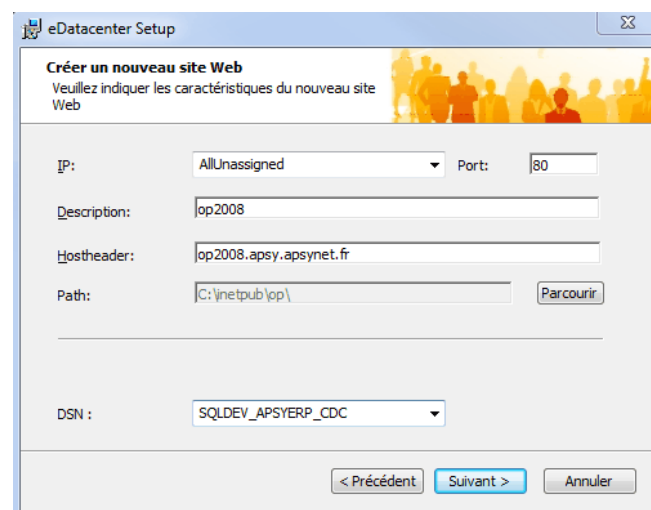 eDatacenter Setup
Créer un nouveau site Web
Veuillez indiquer les caractéristiques du nouveau site
Web
IP: AllUnassigned Port: 80
Description: op2008
Hostheader: op2008.apsy.apsynet.fr
Path: C:\inetpub\op\ Parcourir
DSN : SQLDEV_APSYERP_CDC
< Précédent Suivant > Annuler